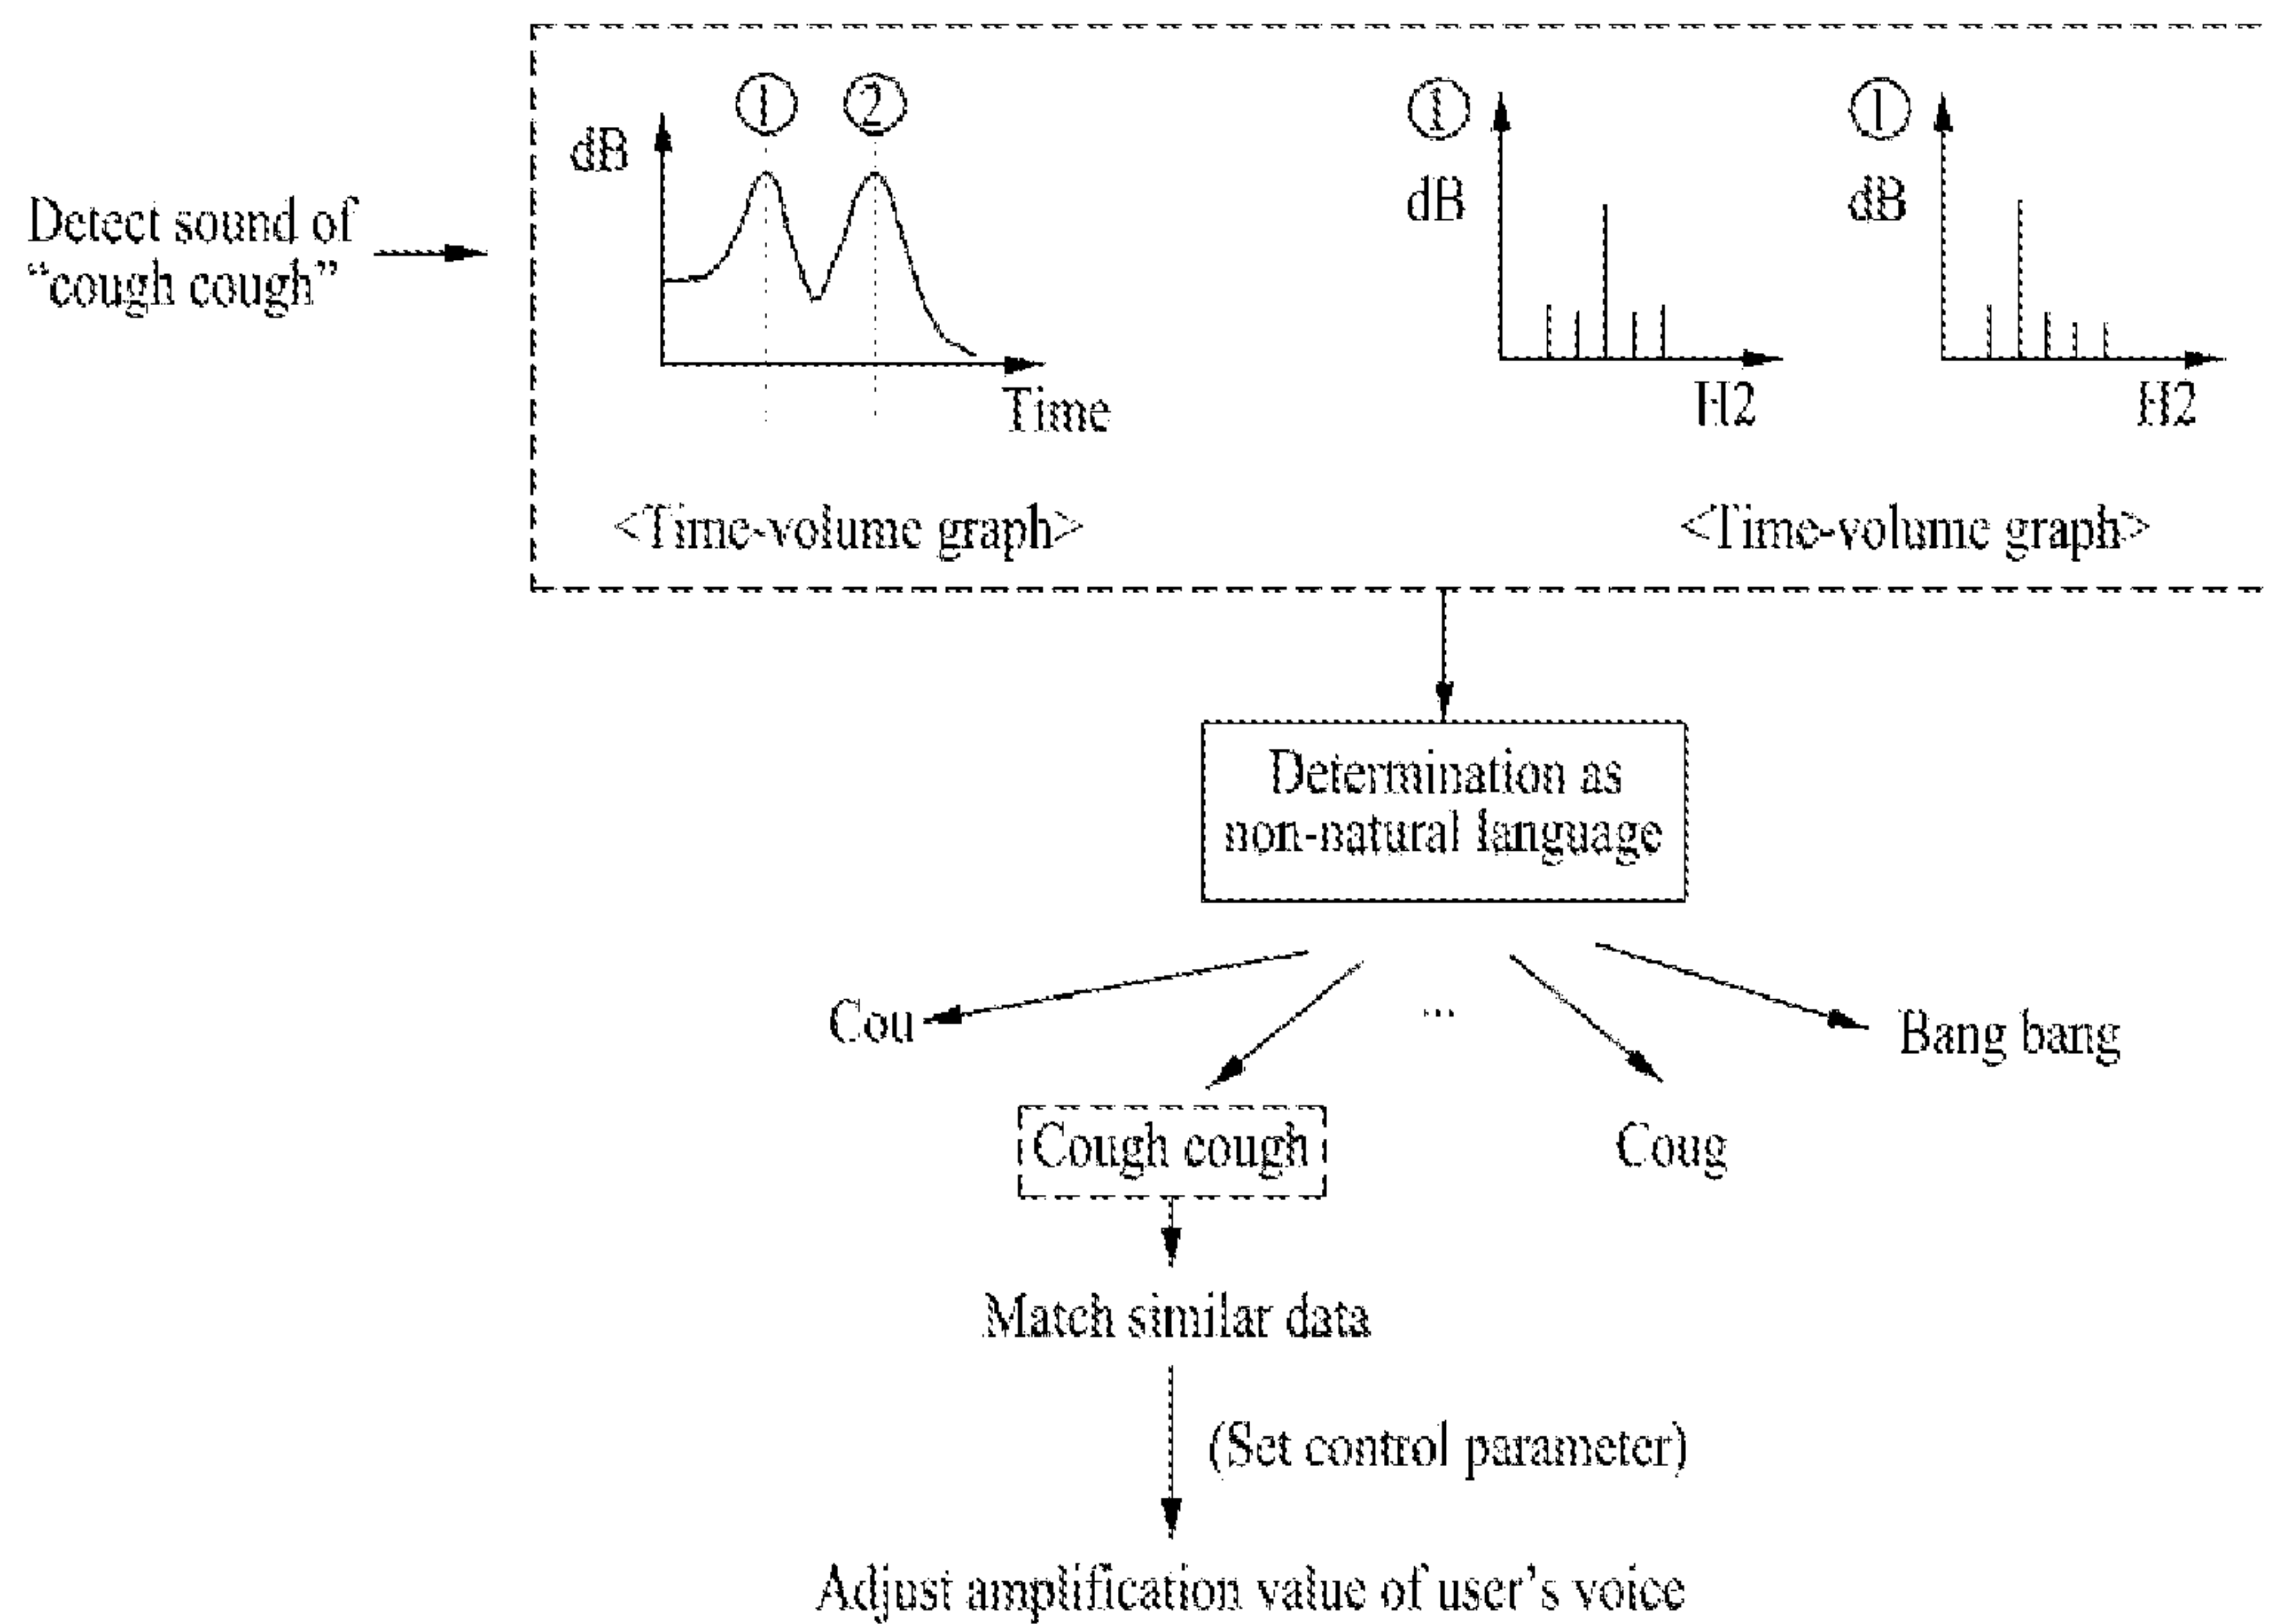 Detect sound of
“cough cough”
①
②
dB
Time
<Time-volume graph>
①
dB
H2
①
dB
H2
<Time-volume graph>
Determination as
non-natural language
Cou
...
Bang bang
Cough cough
Coug
Match similar data
(Set control parameter)
Adjust amplification value of user’s voice